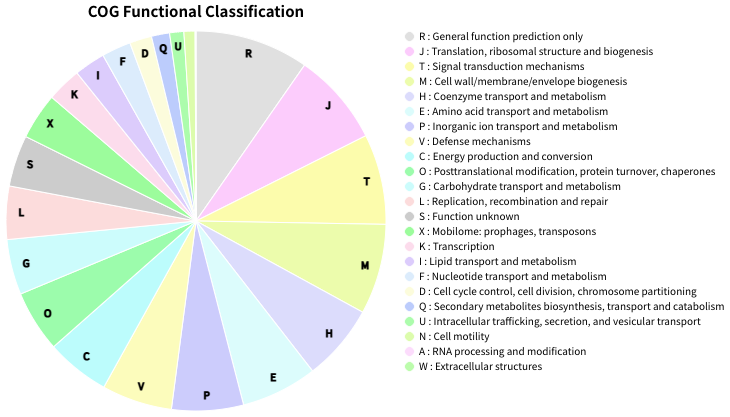 COG Functional Classification
R
J
T
M
H
E
P
V
C
O
G
L
S
X
K
I
F
D
Q
U
R : General function prediction only
J : Translation, ribosomal structure and biogenesis
T : Signal transduction mechanisms
M : Cell wall/membrane/envelope biogenesis
H : Coenzyme transport and metabolism
E : Amino acid transport and metabolism
P : Inorganic ion transport and metabolism
V : Defense mechanisms
C : Energy production and conversion
O : Posttranslational modification, protein turnover, chaperones
G : Carbohydrate transport and metabolism
L : Replication, recombination and repair
S : Function unknown
X : Mobilome: prophages, transposons
K : Transcription
I : Lipid transport and metabolism
F : Nucleotide transport and metabolism
D : Cell cycle control, cell division, chromosome partitioning
Q : Secondary metabolites biosynthesis, transport and catabolism
U : Intracellular trafficking, secretion, and vesicular transport
N : Cell motility
A : RNA processing and modification
W : Extracellular structures